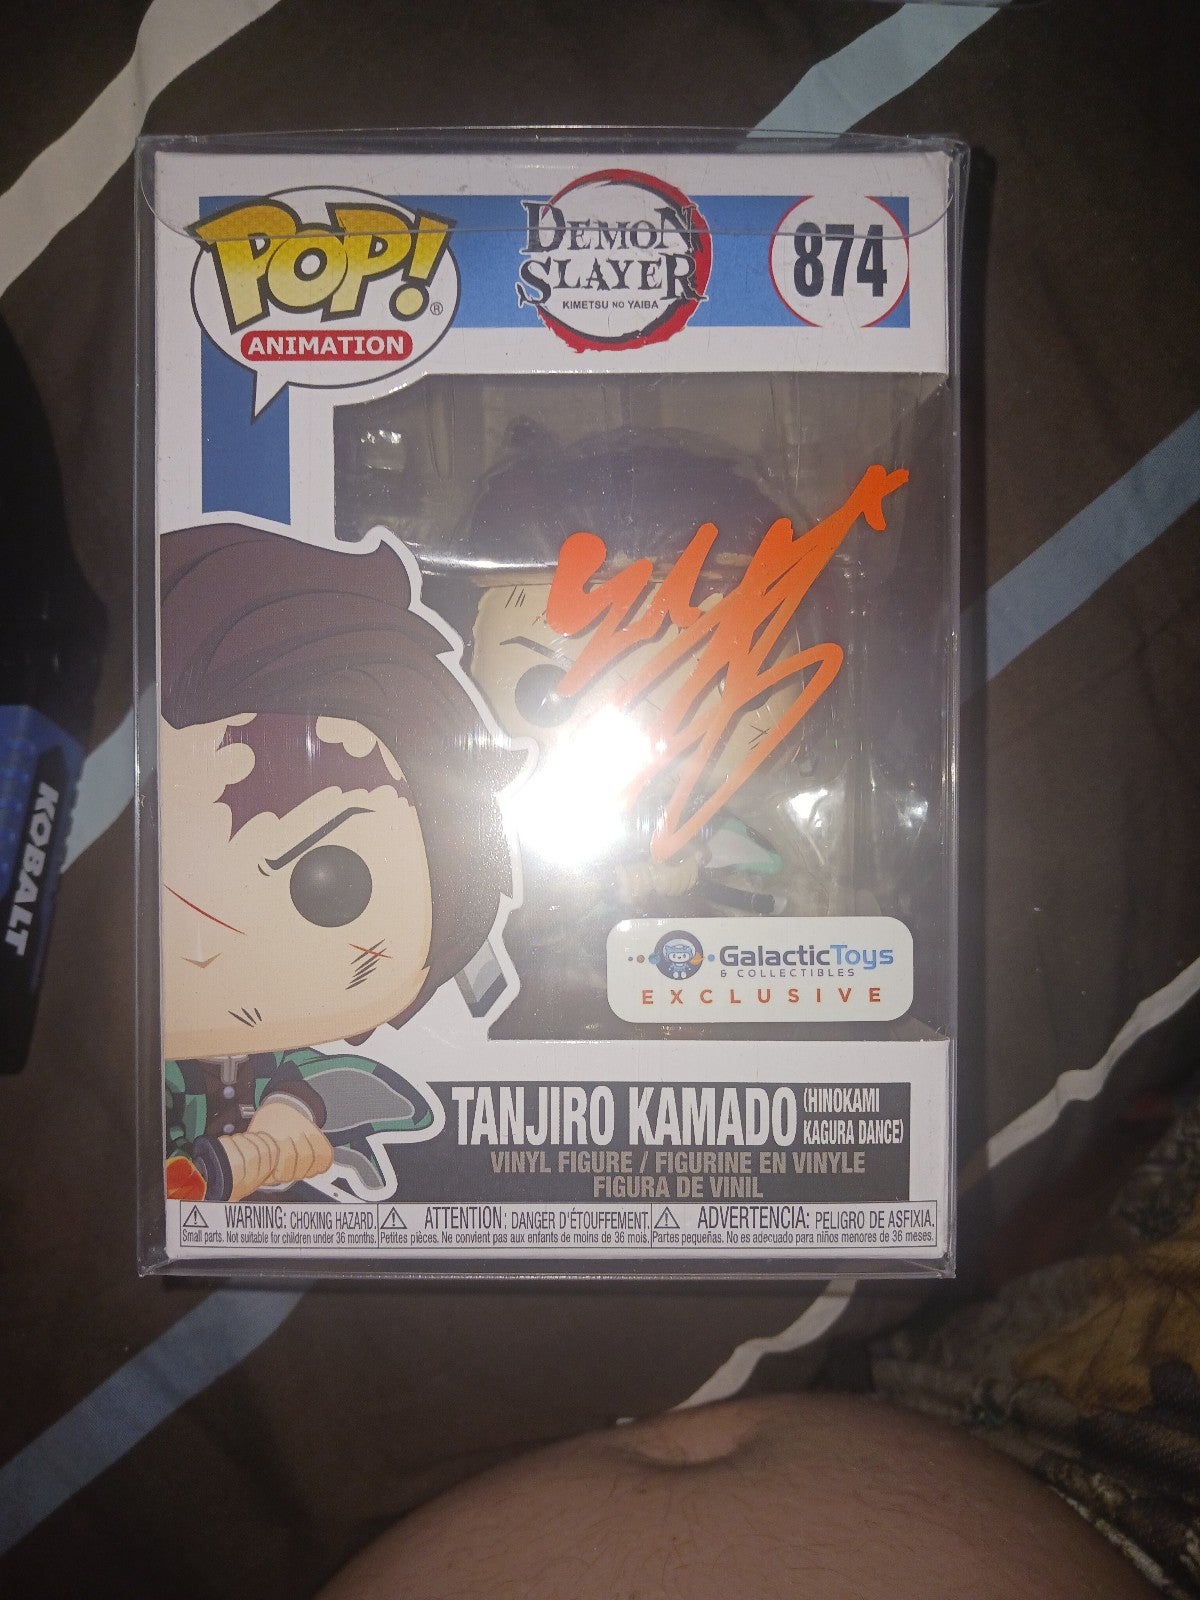 POP!®
ANIMATION
DEMON
SLAYER
KIMETSU NO YAIBA
874
KOBALT
GalacticToys
& COLLECTIBLES
EXCLUSIVE
TANJIRO KAMADO (HINOKAMI
KAGURA DANCE)
VINYL FIGURE / FIGURINE EN VINYLE
FIGURA DE VINIL
WARNING: CHOKING HAZARD.
Small parts. Not suitable for children under 36 months.
ATTENTION: DANGER D'ÉTOUFFEMENT.
Petites pièces. Ne convient pas aux enfants de moins de 36 mois.
ADVERTENCIA: PELIGRO DE ASFIXIA.
Partes pequeñas. No es adecuado para niños menores de 36 meses.